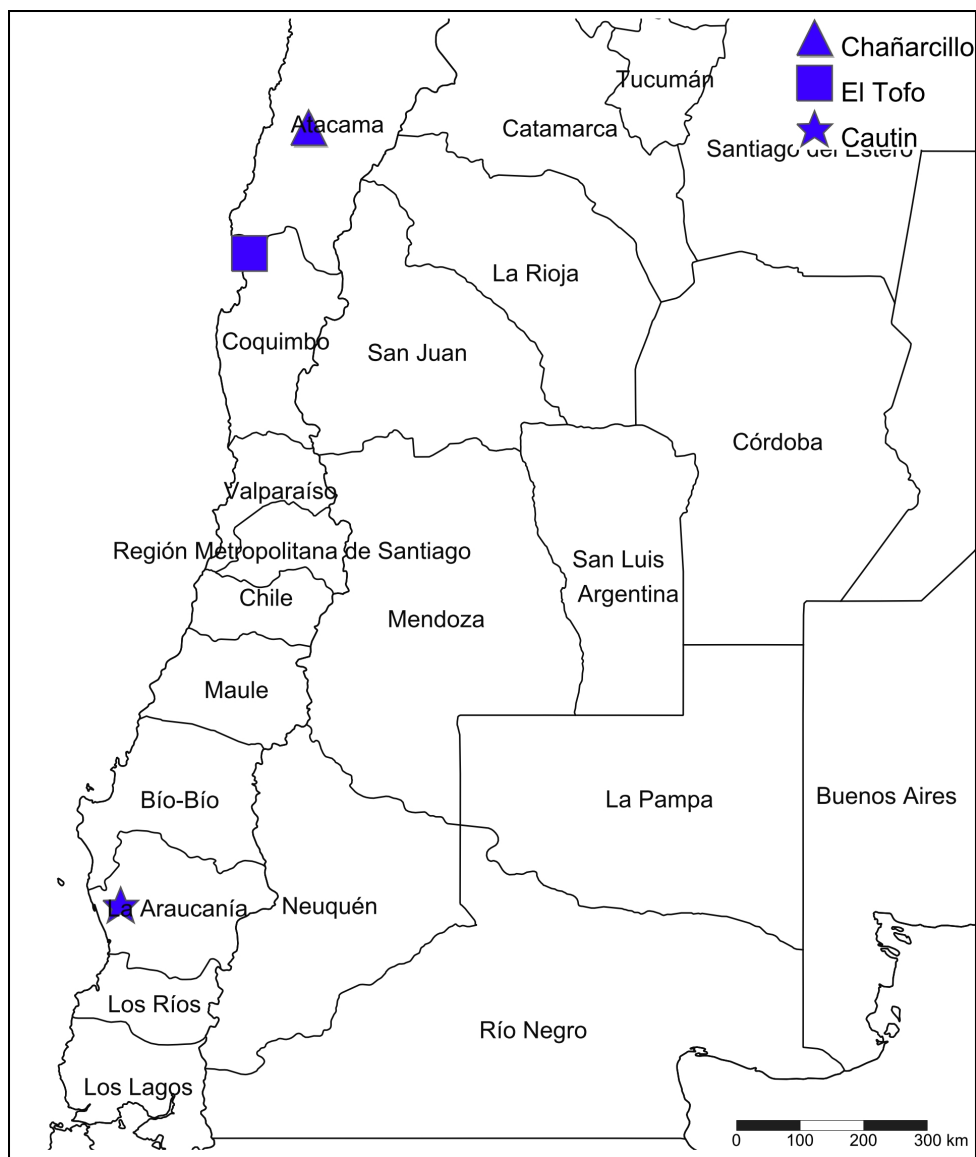 Chañarcillo
El Tofo
Cautin
Tucumán
Atacama
Catamarca
Santiago del Estero
La Rioja
Coquimbo
San Juan
Córdoba
Valparaíso
Región Metropolitana de Santiago
San Luis
Chile
Argentina
Mendoza
Maule
Bío-Bío
La Pampa
Buenos Aires
La Araucanía
Neuquén
Los Ríos
Río Negro
Los Lagos
0 100 200 300 km